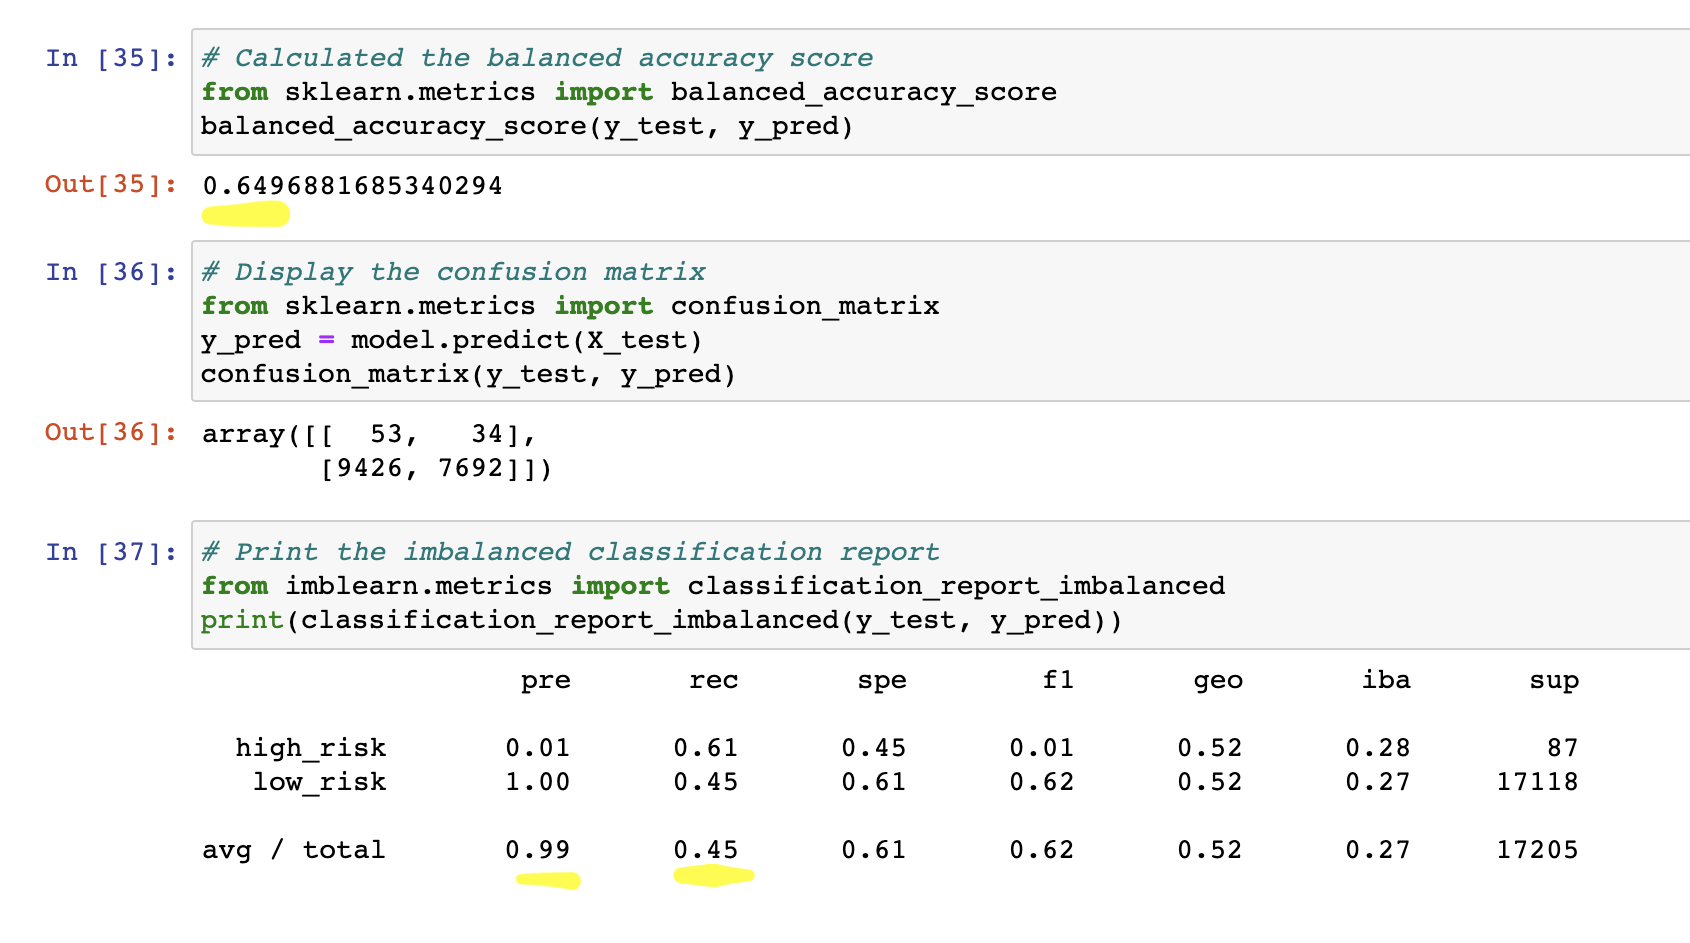 In [35]: # Calculated the balanced accuracy score
from sklearn.metrics import balanced_accuracy_score
balanced_accuracy_score(y_test, y_pred)
Out[35]: 0.6496881685340294
In [36]: # Display the confusion matrix
from sklearn.metrics import confusion_matrix
y_pred = model.predict(X_test)
confusion_matrix(y_test, y_pred)
Out[36]: array([[  53,   34],
       [9426, 7692]])
In [37]: # Print the imbalanced classification report
from imblearn.metrics import classification_report_imbalanced
print(classification_report_imbalanced(y_test, y_pred))
pre rec spe f1 geo iba sup
high_risk 0.01 0.61 0.45 0.01 0.52 0.28 87
low_risk 1.00 0.45 0.61 0.62 0.52 0.27 17118
avg / total 0.99 0.45 0.61 0.62 0.52 0.27 17205